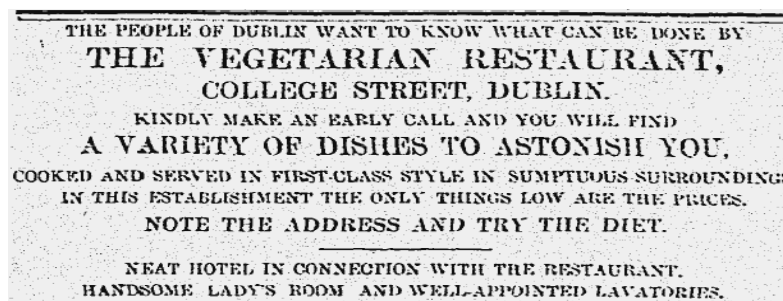 THE PEOPLE OF DUBLIN WANT TO KNOW WHAT CAN BE DONE BY
THE VEGETARIAN RESTAURANT,
COLLEGE STREET, DUBLIN.
KINDLY MAKE AN EARLY CALL AND YOU WILL FIND
A VARIETY OF DISHES TO ASTONISH YOU,
COOKED AND SERVED IN FIRST-CLASS STYLE IN SUMPTUOUS SURROUNDINGS
IN THIS ESTABLISHMENT THE ONLY THINGS LOW ARE THE PRICES.
NOTE THE ADDRESS AND TRY THE DIET.
NEAT HOTEL IN CONNECTION WITH THE RESTAURANT.
HANDSOME LADY'S ROOM AND WELL-APPOINTED LAVATORIES.